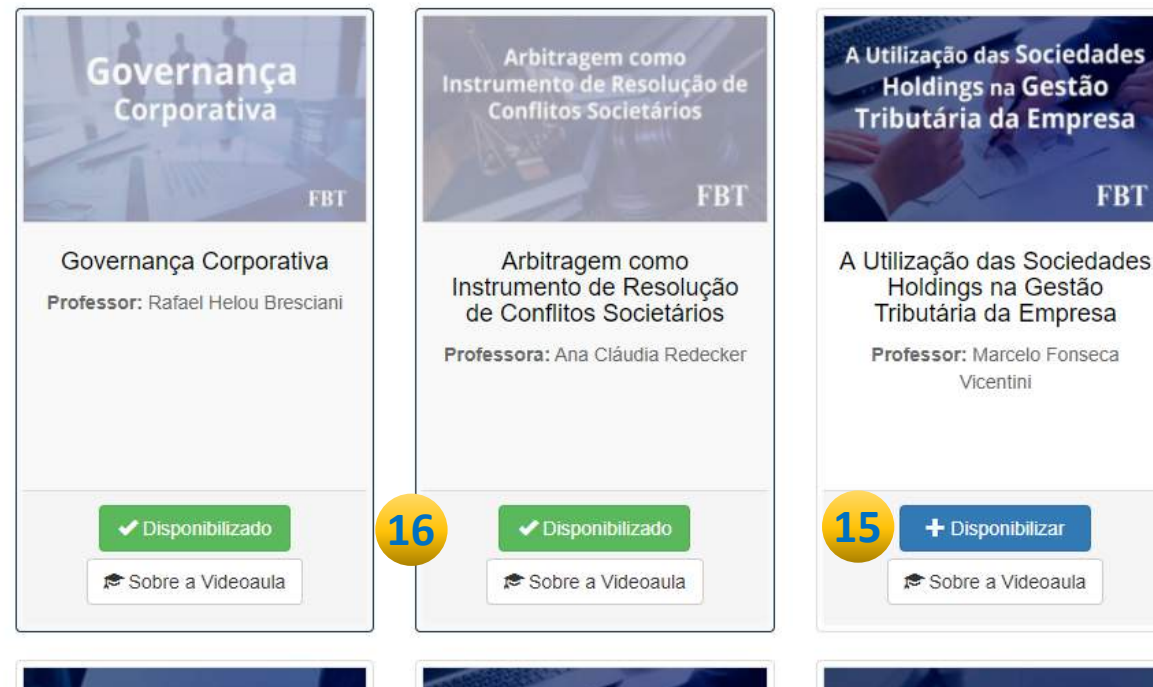 Governança
Corporativa
FBT
Governança Corporativa
Professor: Rafael Helou Bresciani
Disponibilizado
Sobre a Videoaula
Arbitragem como
Instrumento de Resolução de
Conflitos Societários
FBT
Arbitragem como
Instrumento de Resolução
de Conflitos Societários
Professora: Ana Cláudia Redecker
16
Disponibilizado
Sobre a Videoaula
A Utilização das Sociedades
Holdings na Gestão
Tributária da Empresa
FBT
A Utilização das Sociedades
Holdings na Gestão
Tributária da Empresa
Professor: Marcelo Fonseca
Vicentini
15
Disponibilizar
Sobre a Videoaula